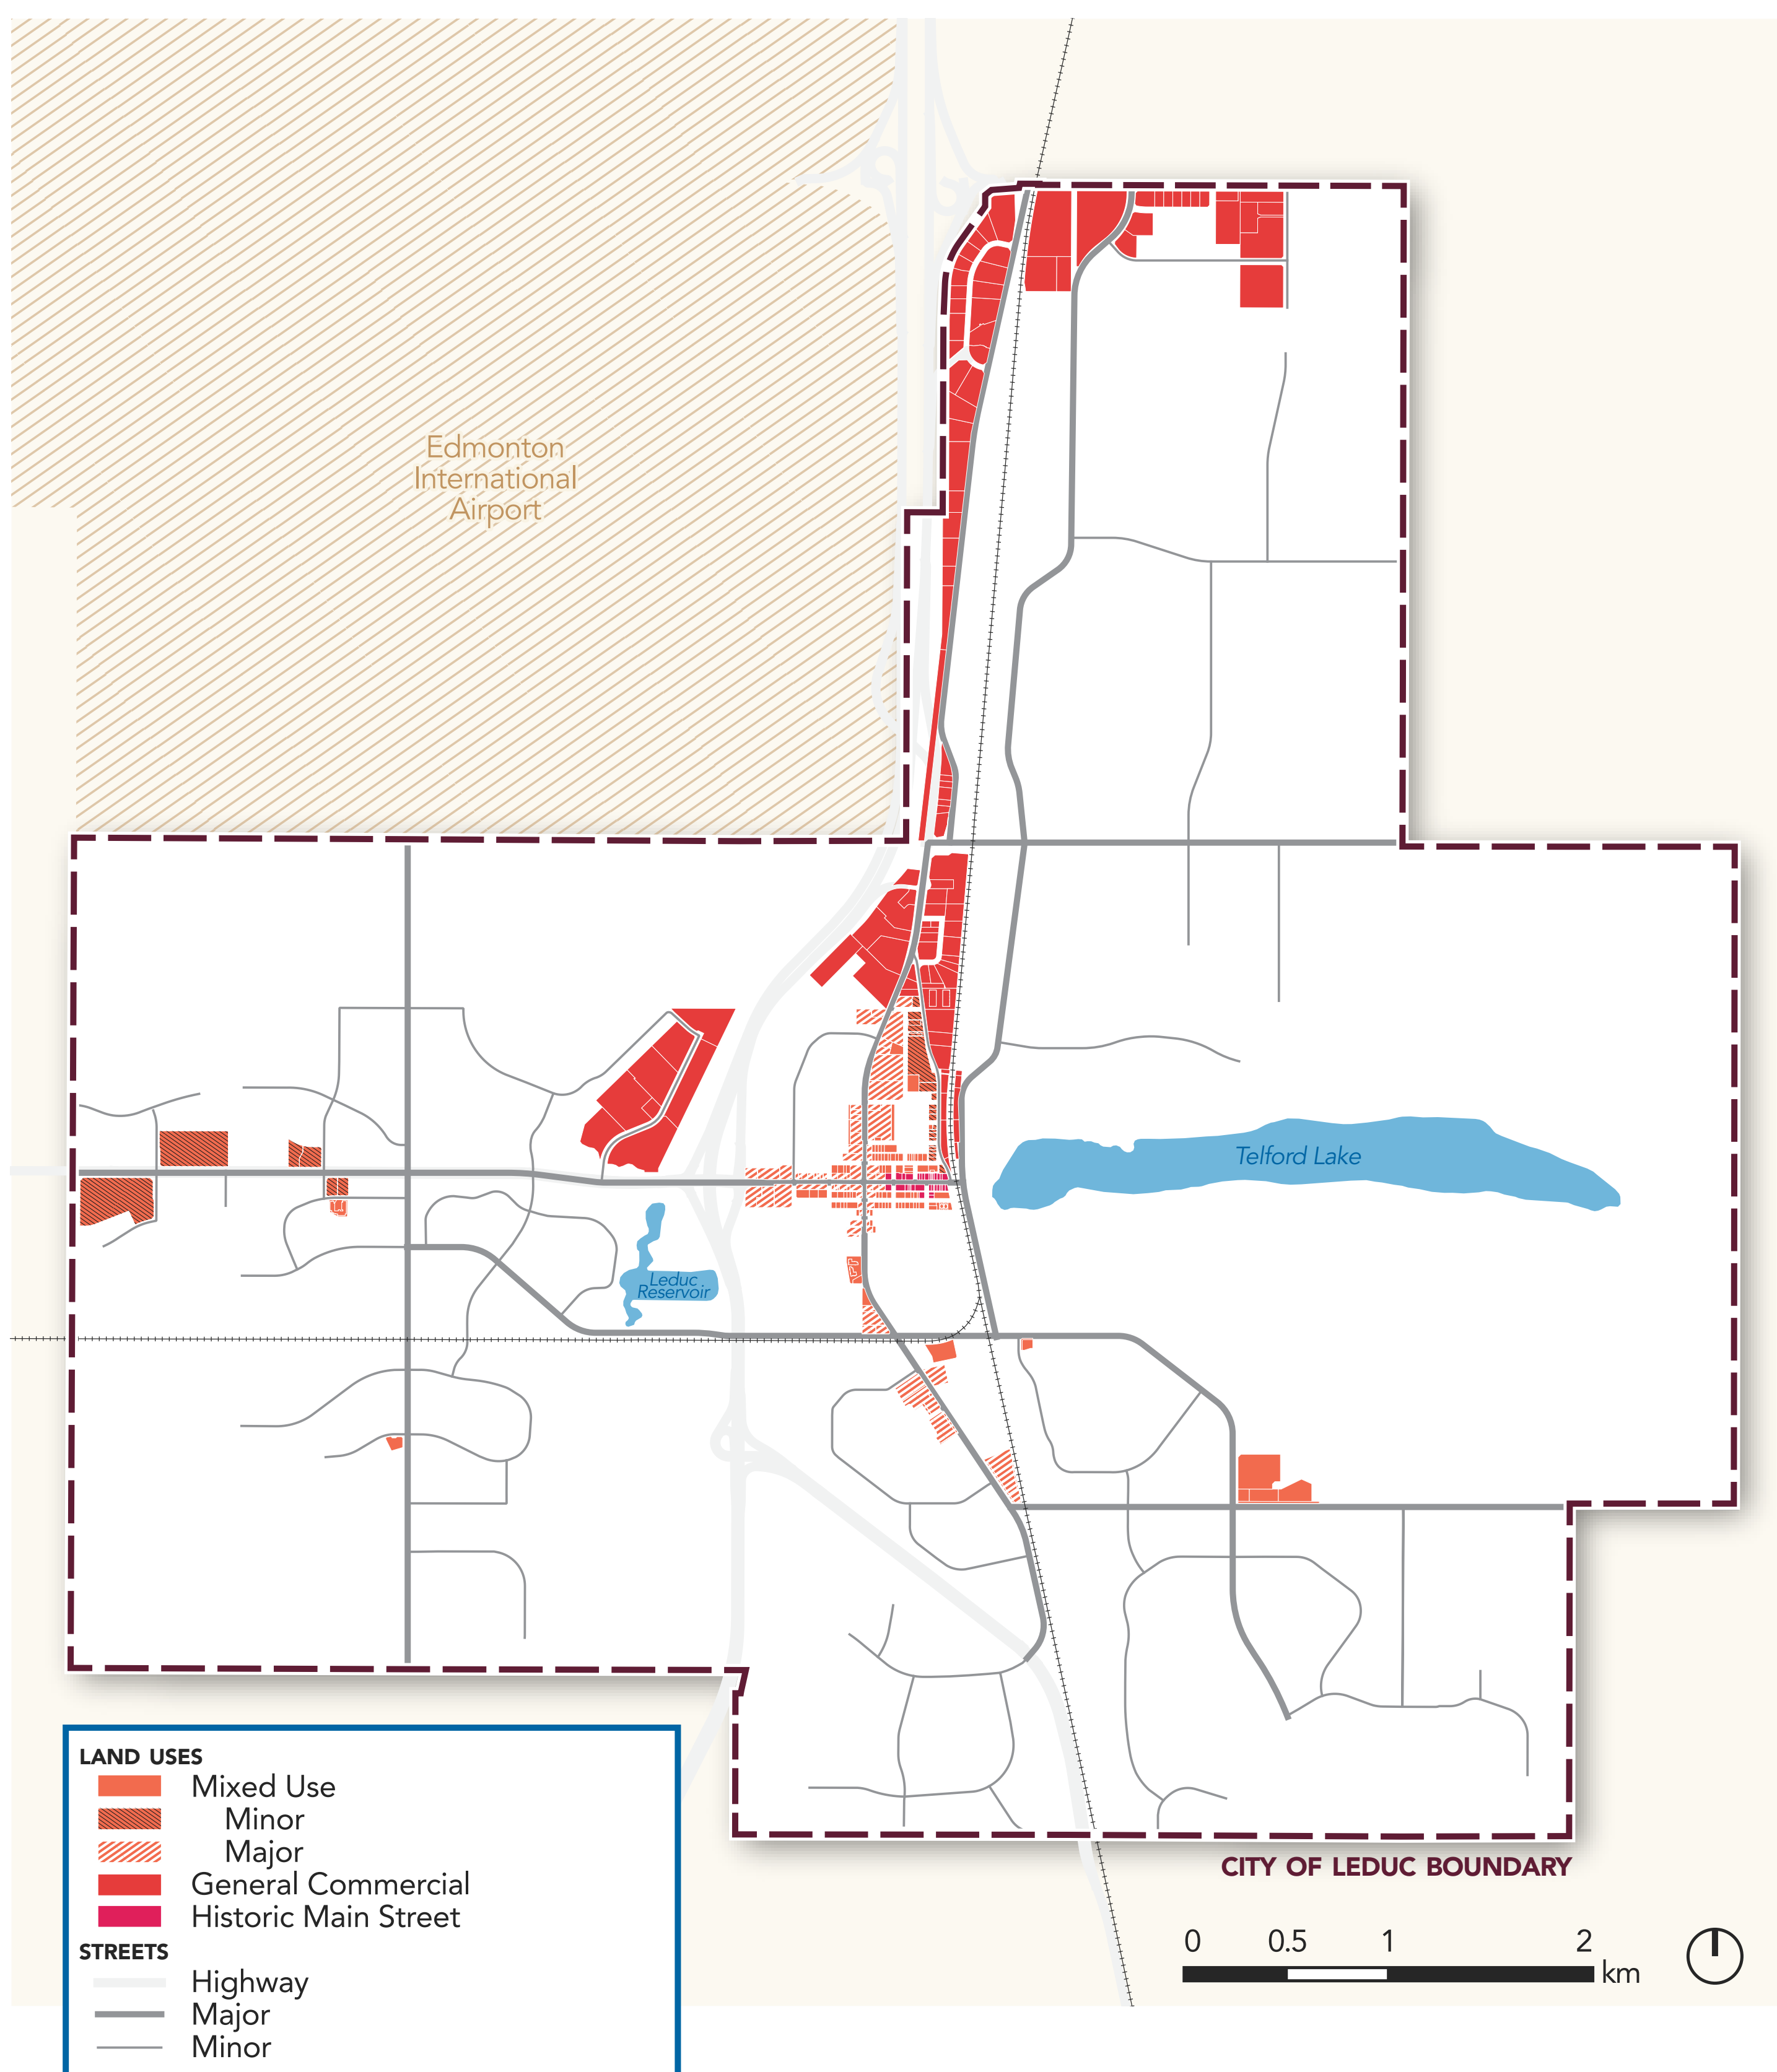 Edmonton
International
Airport
Telford Lake
Leduc
Reservoir
LAND USES
Mixed Use
Minor
Major
General Commercial
Historic Main Street
STREETS
Highway
Major
Minor
CITY OF LEDUC BOUNDARY
0 0.5 1 2
km